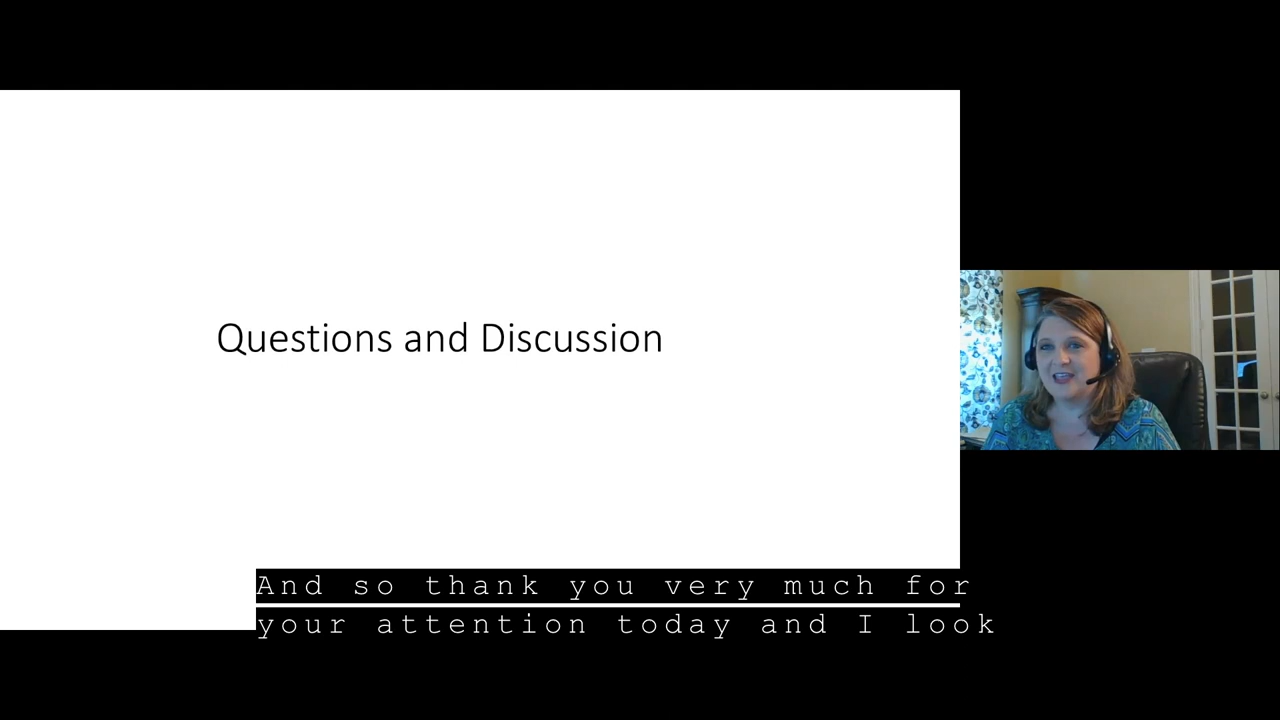 Questions and Discussion
And so thank you very much for
your attention today and I look